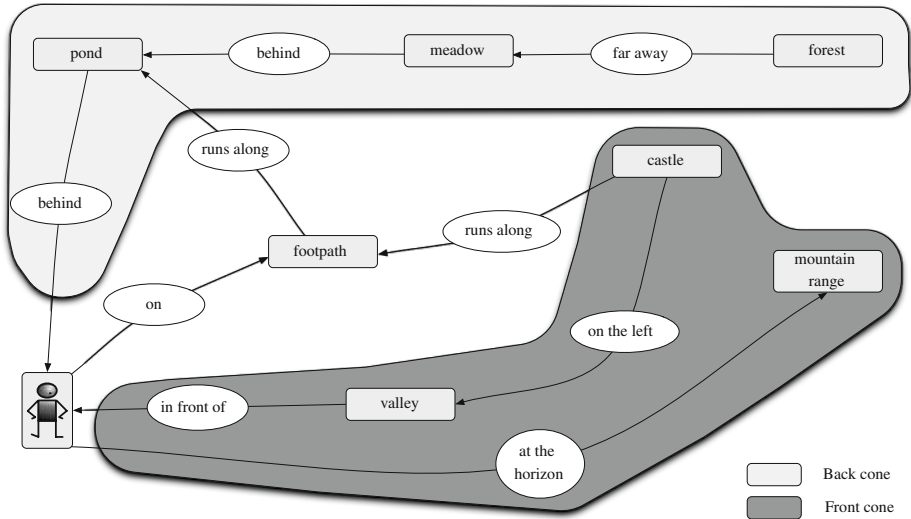 pond
behind
meadow
far away
forest
runs along
castle
behind
runs along
footpath
mountain
range
on
on the left
in front of
valley
at the
horizon
Back cone
Front cone